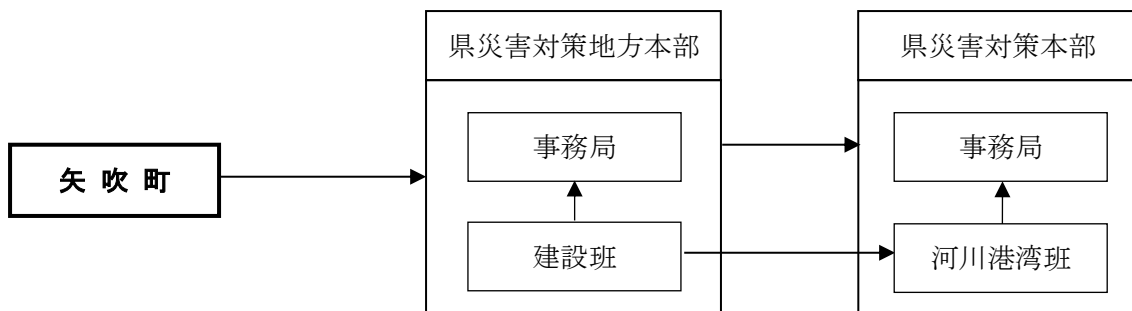 県災害対策地方本部
県災害対策本部
事務局
事務局
矢 吹 町
建設班
河川港湾班